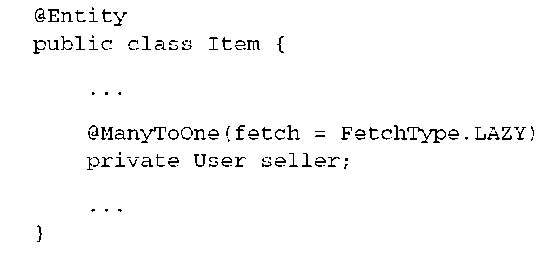 @Entity
public class Item {
...
@ManyToOne(fetch = FetchType.LAZY)
private User seller;
...
}